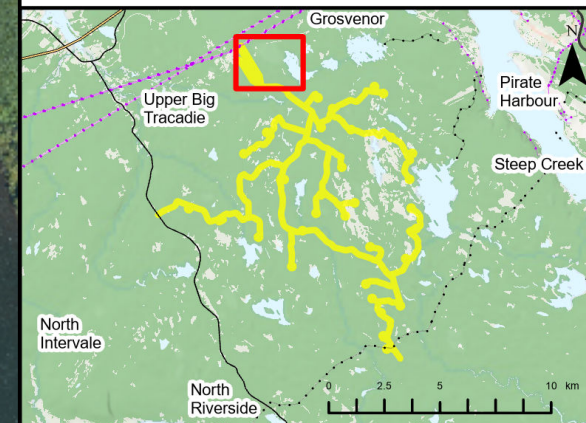 Grosvenor
N
Pirate
Harbour
Upper Big
Tracadie
Steep Creek
North
Intervale
North
Riverside
0 2.5 5 10 km